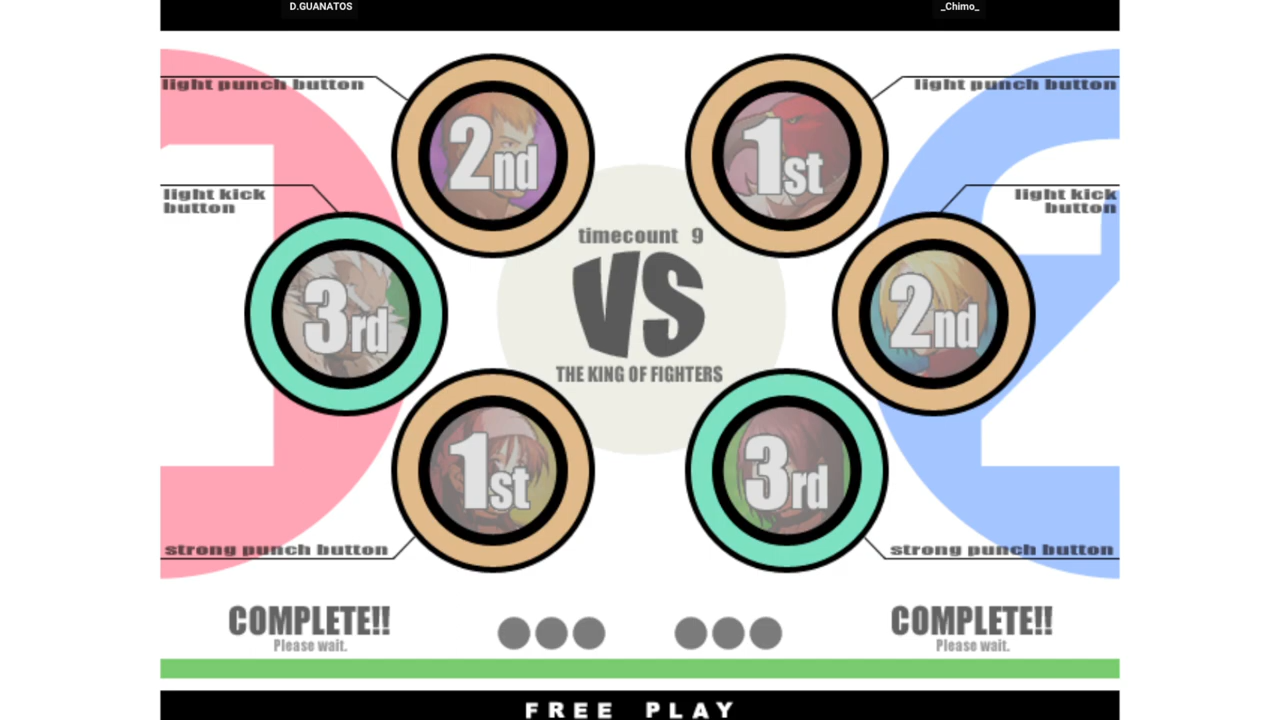 D.GUANATOS
_Chimo_
light punch button
light punch button
2nd
1st
light kick
button
light kick
button
timecount 9
VS
THE KING OF FIGHTERS
3rd
2nd
1st
3rd
strong punch button
strong punch button
COMPLETE!!
Please wait.
COMPLETE!!
Please wait.
FREE PLAY